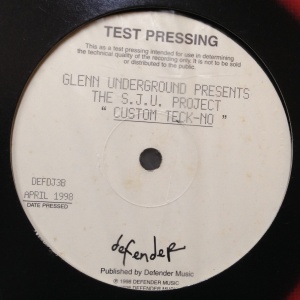 TEST PRESSING
This as a test pressing intended for use in determining
the technical quality of the recording only. It is not to be sold
or distributed to the public.
GLENN UNDERGROUND PRESENTS
THE S.J.U. PROJECT
" CUSTOM TECK-NO "
DEFDJ3B
APRIL 1998
DATE PRESSED
defender
Published by Defender Music
℗ 1998 DEFENDER MUSIC